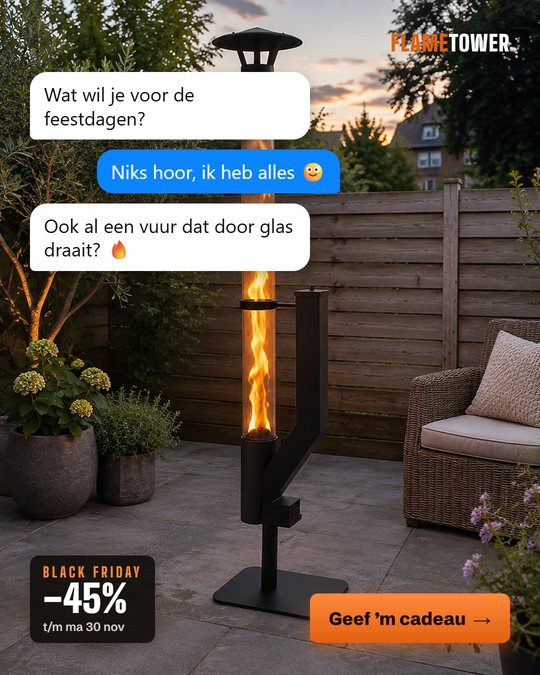 FLAMETOWER
Wat wil je voor de
feestdagen?
Niks hoor, ik heb alles 😉
Ook al een vuur dat door glas
draait? 🔥
BLACK FRIDAY
–45%
t/m ma 30 nov
Geef ’m cadeau →